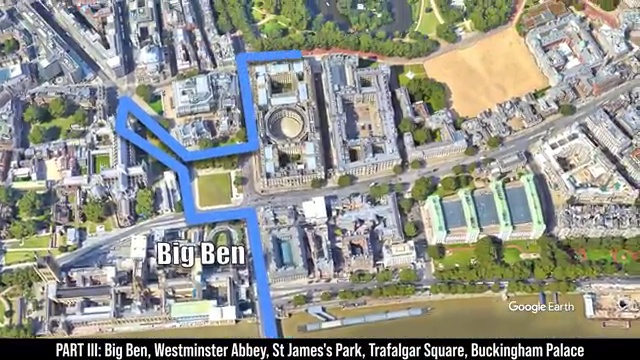 Big Ben
Google Earth
PART III: Big Ben, Westminster Abbey, St James's Park, Trafalgar Square, Buckingham Palace